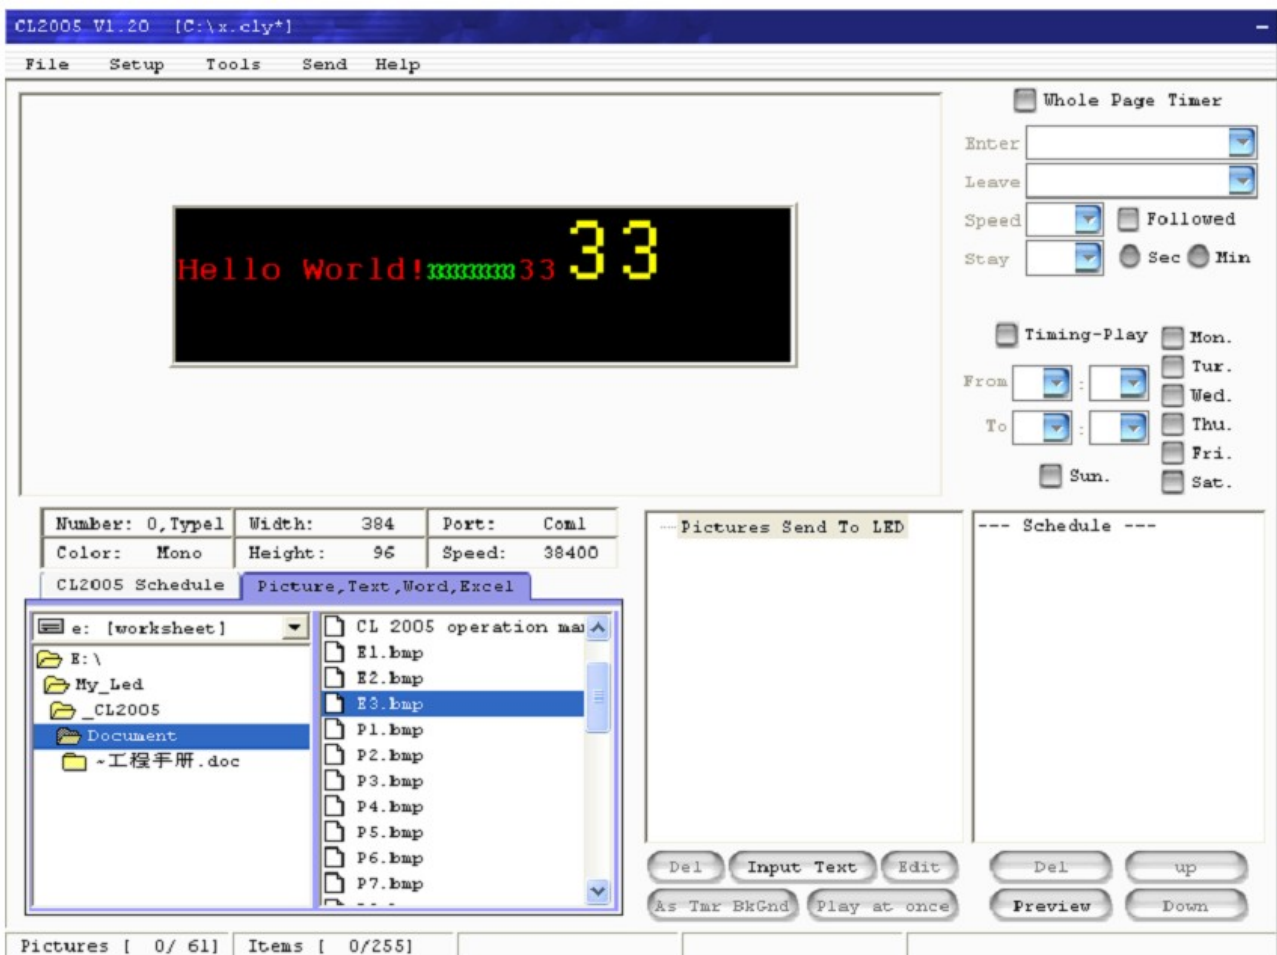 CL2005 V1.20 [C:\x.cly*]
File Setup Tools Send Help
Hello World!
33
33
Whole Page Timer
Enter
Leave
Speed
Followed
Stay
Sec
Min
Timing-Play
Mon.
Tur.
From :
Wed.
To :
Thu.
Fri.
Sun.
Sat.
Number: 0,Type1
Width: 384
Port: Com1
Color: Mono
Height: 96
Speed: 38400
CL2005 Schedule
Picture,Text,Word,Excel
e: [worksheet]
E:\
My_Led
_CL2005
Document
~工程手册.doc
CL 2005 operation
E1.bmp
E2.bmp
E3.bmp
P1.bmp
P2.bmp
P3.bmp
P4.bmp
P5.bmp
P6.bmp
P7.bmp
Pictures Send To LED
--- Schedule ---
Del
Input Text
Edit
As Tmr BkGnd
Play at once
Del
up
Preview
Down
Pictures [ 0/ 61]
Items [ 0/255]